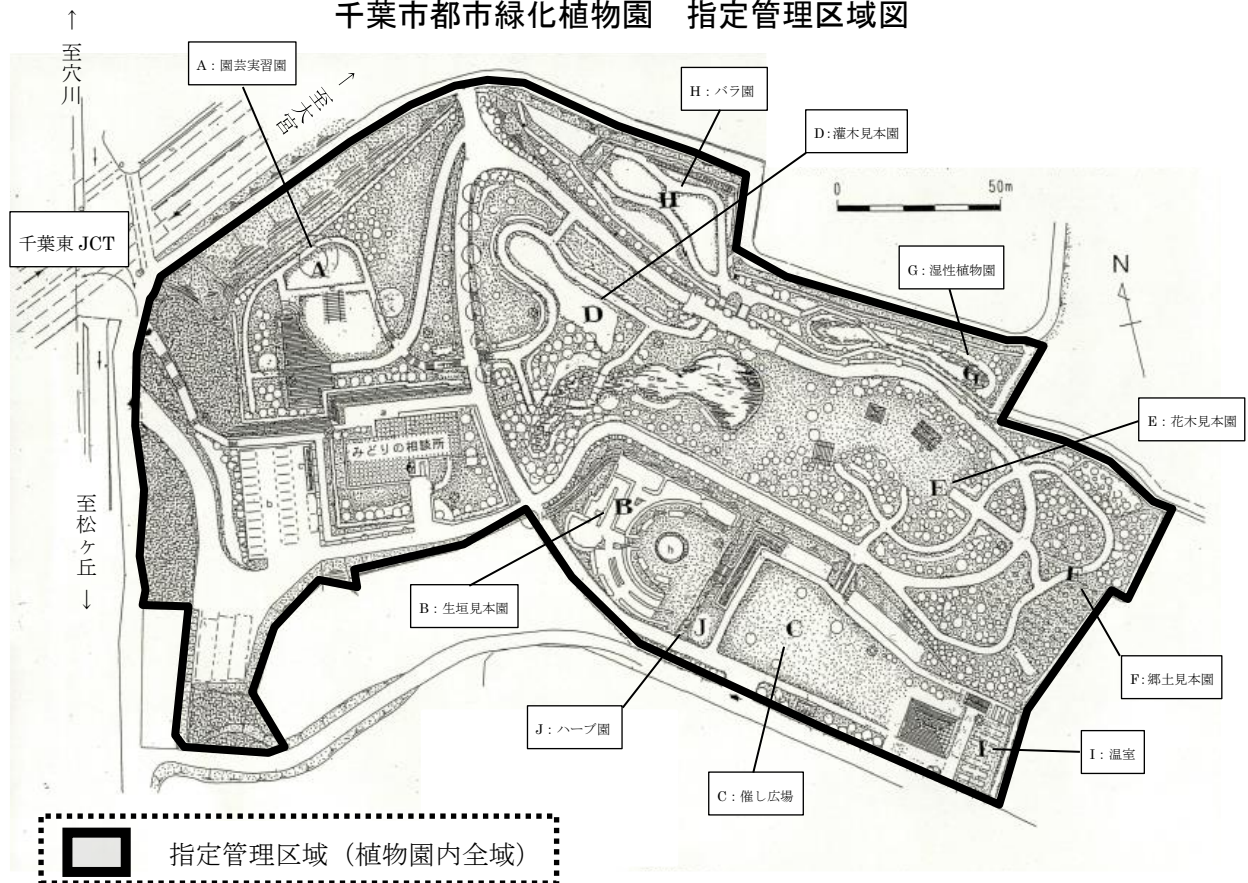 千葉市都市緑化植物園　指定管理区域図
↑
至穴川
A：園芸実習園
↑
至大宮
H：バラ園
D：灌木見本園
0 50m
千葉東 JCT
G：湿性植物園
N
H
A
D
G
E：花木見本園
みどりの相談所
a
b
E
B
h
至松ケ丘
↓
F
B：生垣見本園
J
C
F：郷土見本園
J：ハーブ園
I
I：温室
C：催し広場
指定管理区域（植物園内全域）